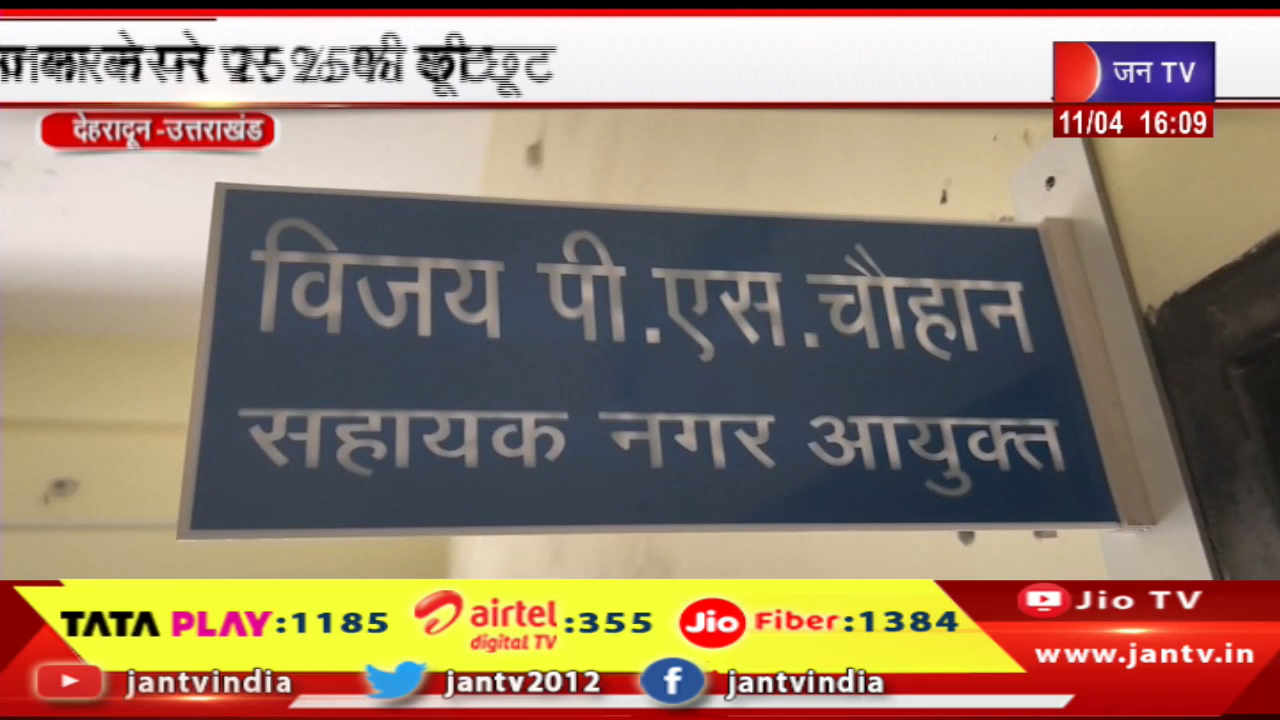 25% की छूट
जन TV
11/04 16:09
देहरादून -उत्तराखंड
विजय पी.एस.चौहान
सहायक नगर आयुक्त
TATA PLAY:1185
airtel digital TV:355
Jio Fiber:1384
Jio TV
www.jantv.in
jantvindia
jantv2012
jantvindia